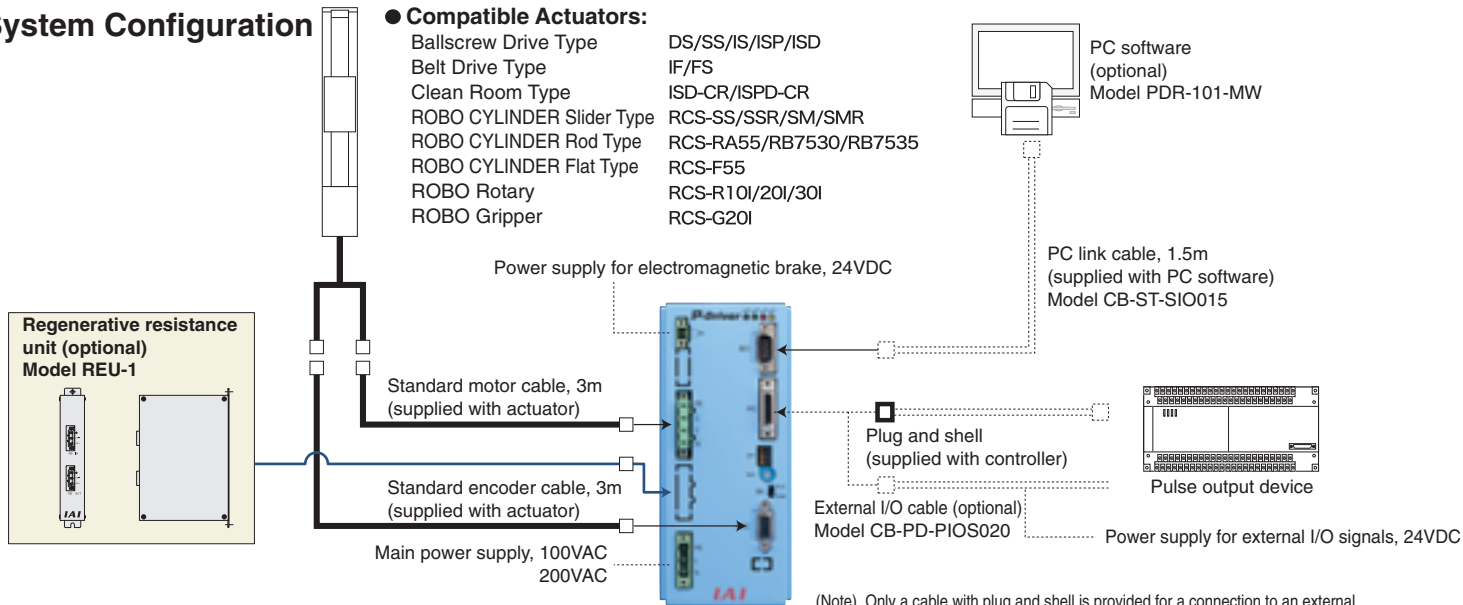 System Configuration
● Compatible Actuators:
Ballscrew Drive Type DS/SS/IS/ISP/ISD
Belt Drive Type IF/FS
Clean Room Type ISD-CR/ISPD-CR
ROBO CYLINDER Slider Type RCS-SS/SSR/SM/SMR
ROBO CYLINDER Rod Type RCS-RA55/RB7530/RB7535
ROBO CYLINDER Flat Type RCS-F55
ROBO Rotary RCS-R10I/20I/30I
ROBO Gripper RCS-G20I
PC software
(optional)
Model PDR-101-MW
PC link cable, 1.5m
(supplied with PC software)
Model CB-ST-SIO015
Power supply for electromagnetic brake, 24VDC
Regenerative resistance
unit (optional)
Model REU-1
IAI
P-Driver
Standard motor cable, 3m
(supplied with actuator)
Standard encoder cable, 3m
(supplied with actuator)
Main power supply, 100VAC
200VAC
IAI
Plug and shell
(supplied with controller)
Pulse output device
External I/O cable (optional)
Model CB-PD-PIOS020
Power supply for external I/O signals, 24VDC
(Note) Only a cable with plug and shell is provided for a connection to an external